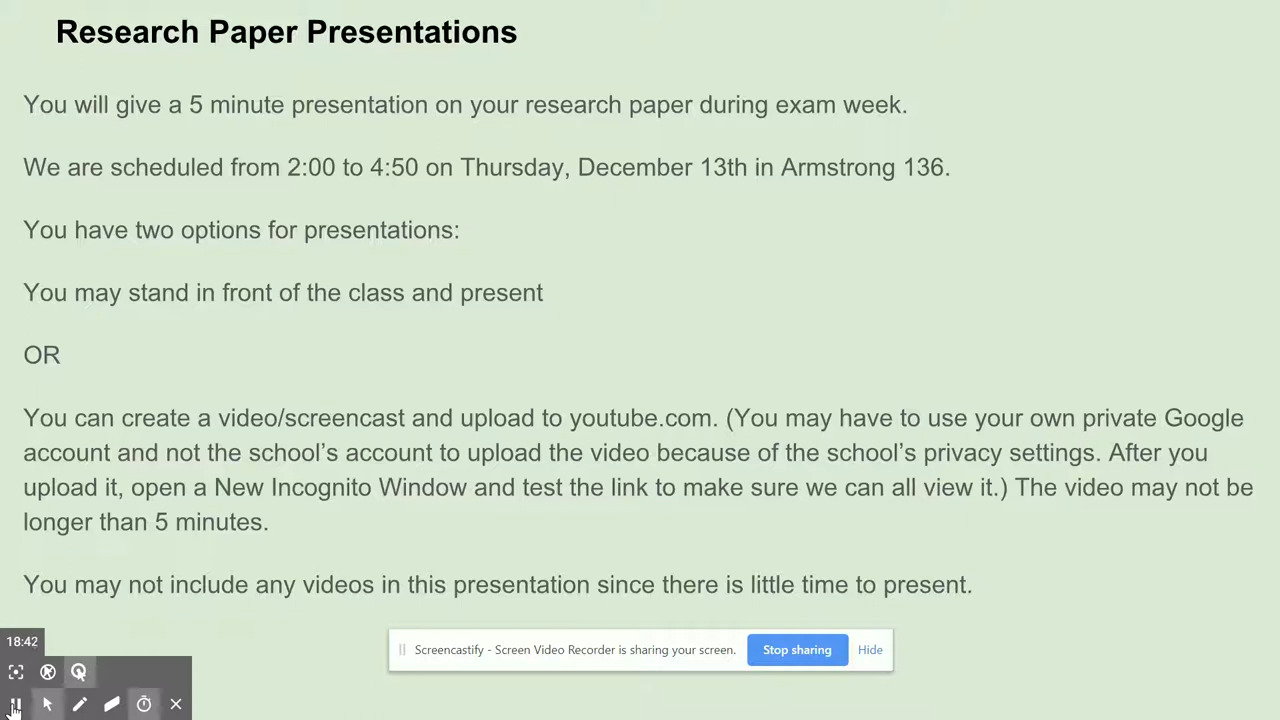 Research Paper Presentations
You will give a 5 minute presentation on your research paper during exam week.
We are scheduled from 2:00 to 4:50 on Thursday, December 13th in Armstrong 136.
You have two options for presentations:
You may stand in front of the class and present
OR
You can create a video/screencast and upload to youtube.com. (You may have to use your own private Google
account and not the school’s account to upload the video because of the school’s privacy settings. After you
upload it, open a New Incognito Window and test the link to make sure we can all view it.) The video may not be
longer than 5 minutes.
You may not include any videos in this presentation since there is little time to present.
18:42
Screencastify - Screen Video Recorder is sharing your screen. Stop sharing Hide